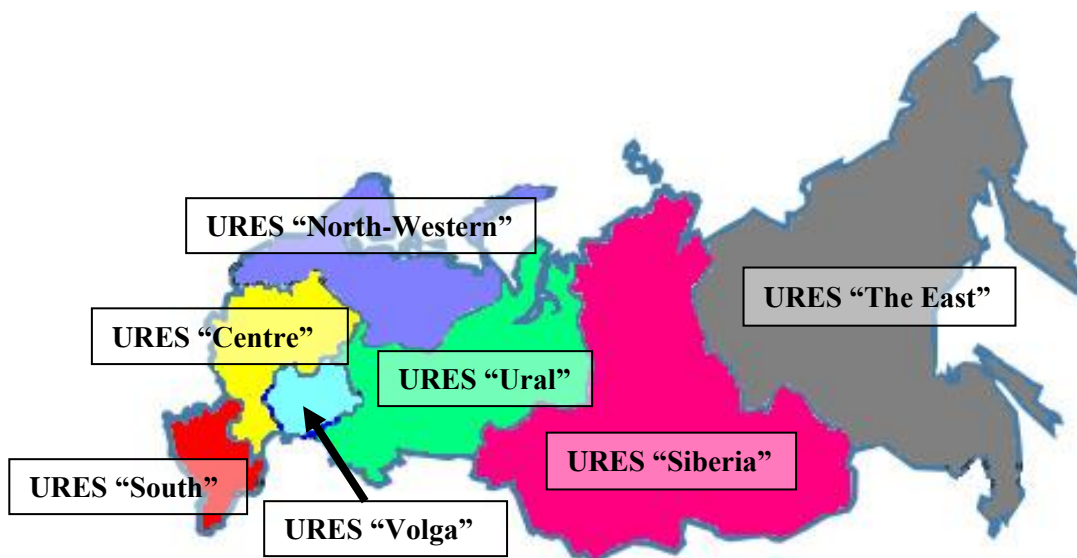 URES “North-Western”
URES “The East”
URES “Centre”
URES “Ural”
URES “Siberia”
URES “South”
URES “Volga”